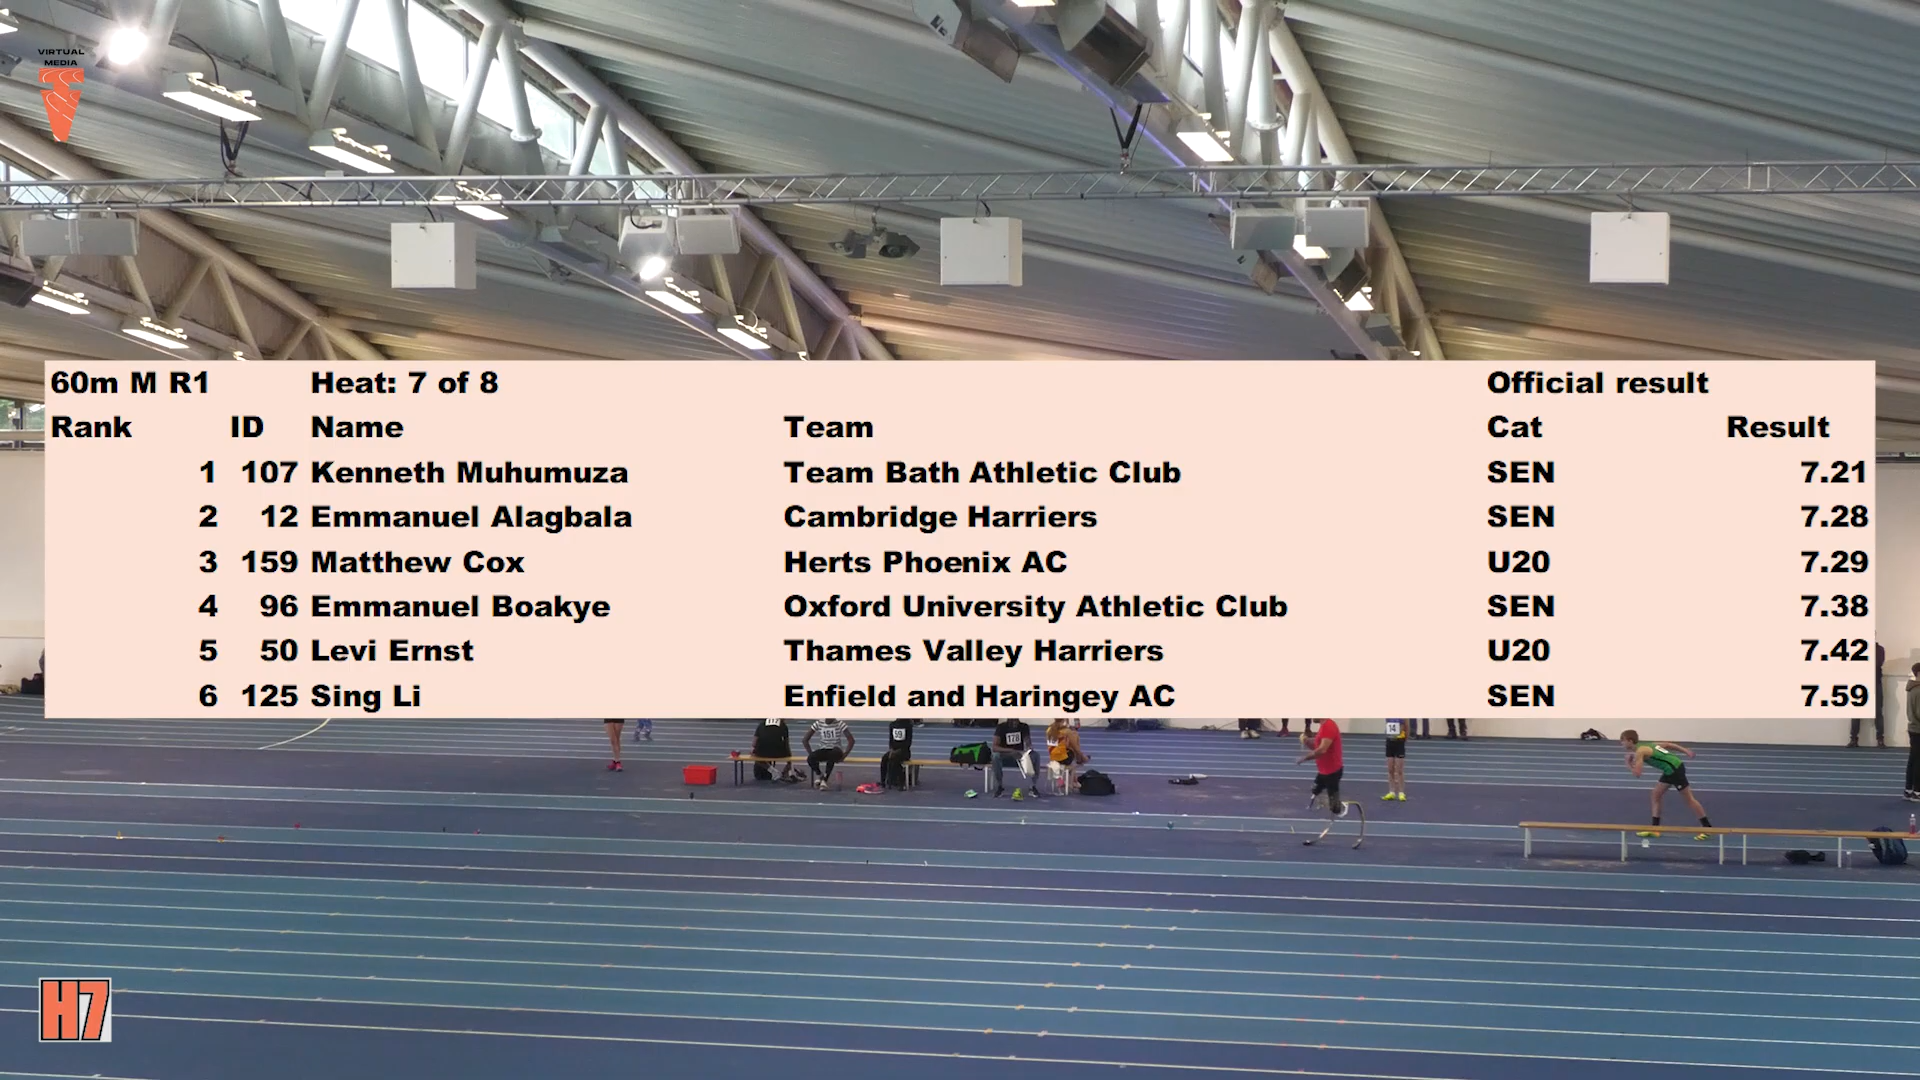 VIRTUAL
MEDIA
60m M R1 Heat: 7 of 8 Official result
Rank ID Name Team Cat Result
1 107 Kenneth Muhumuza Team Bath Athletic Club SEN 7.21
2 12 Emmanuel Alagbala Cambridge Harriers SEN 7.28
3 159 Matthew Cox Herts Phoenix AC U20 7.29
4 96 Emmanuel Boakye Oxford University Athletic Club SEN 7.38
5 50 Levi Ernst Thames Valley Harriers U20 7.42
6 125 Sing Li Enfield and Haringey AC SEN 7.59
151
59
178
14
H7